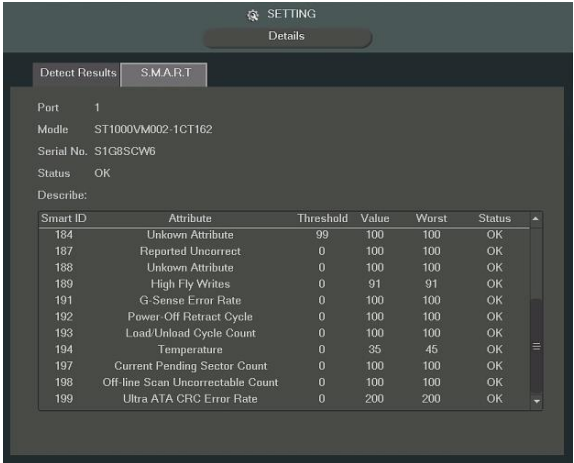 SETTING
Details
Detect Results S.M.A.R.T
Port 1
Modle ST1000VM002-1CT162
Serial No. S1G8SCW6
Status OK
Describe:
Smart ID Attribute Threshold Value Worst Status
184 Unkown Attribute 99 100 100 OK
187 Reported Uncorrect 0 100 100 OK
188 Unkown Attribute 0 100 100 OK
189 High Fly Writes 0 91 91 OK
191 G-Sense Error Rate 0 100 100 OK
192 Power-Off Retract Cycle 0 100 100 OK
193 Load/Unload Cycle Count 0 100 100 OK
194 Temperature 0 35 45 OK
197 Current Pending Sector Count 0 100 100 OK
198 Off-line Scan Uncorrectable Count 0 100 100 OK
199 Ultra ATA CRC Error Rate 0 200 200 OK